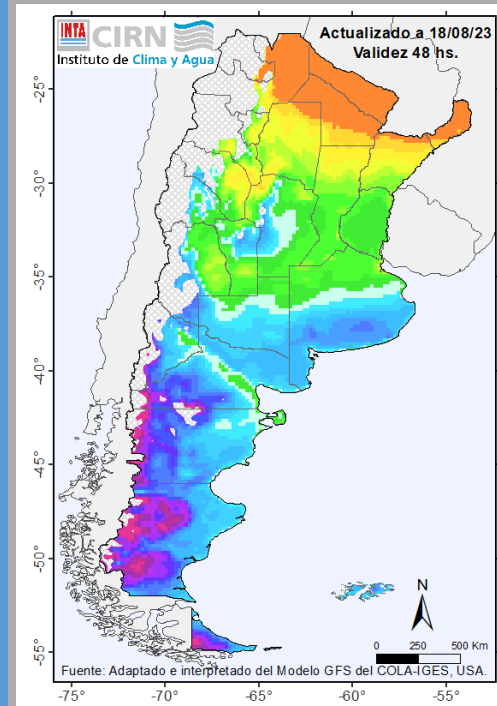 INTA CIRN
Instituto de Clima y Agua
Actualizado a 18/08/23
Validez 48 hs.
-25°
-30°
-35°
-40°
-45°
-50°
-55°
N
0 250 500 Km
Fuente: Adaptado e interpretado del Modelo GFS del COLA-IGES, USA.
-75° -70° -65° -60° -55°